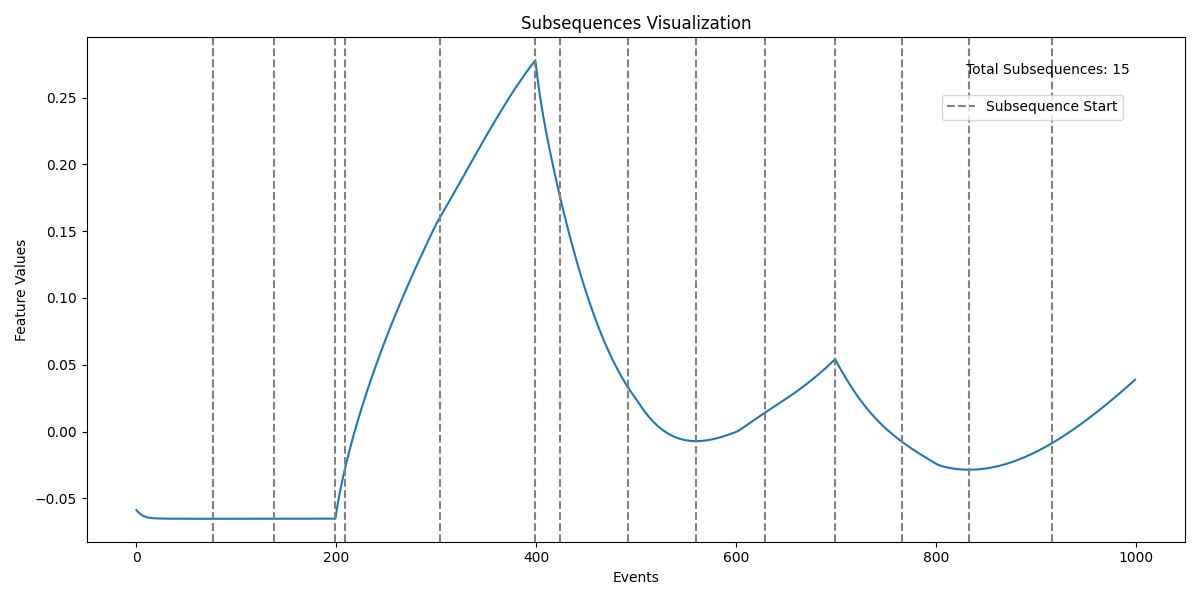 Subsequences Visualization
Total Subsequences: 15
Subsequence Start
Feature Values
0.25
0.20
0.15
0.10
0.05
0.00
−0.05
0 200 400 600 800 1000
Events